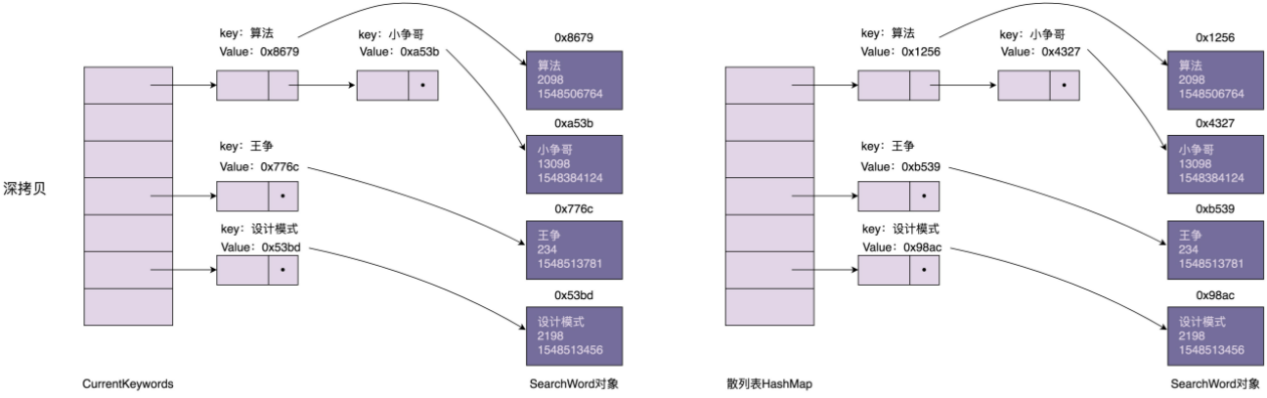 深拷贝
key：算法
Value：0x8679
key：小争哥
Value：0xa53b
0x8679
算法
2098
1548506764
0xa53b
小争哥
13098
1548384124
key：王争
Value：0x776c
0x776c
王争
234
1548513781
key：设计模式
Value：0x53bd
0x53bd
设计模式
2198
1548513456
CurrentKeywords
SearchWord对象
key：算法
Value：0x1256
key：小争哥
Value：0x4327
0x1256
算法
2098
1548506764
0x4327
小争哥
13098
1548384124
key：王争
Value：0xb539
0xb539
王争
234
1548513781
key：设计模式
Value：0x98ac
0x98ac
设计模式
2198
1548513456
散列表HashMap
SearchWord对象